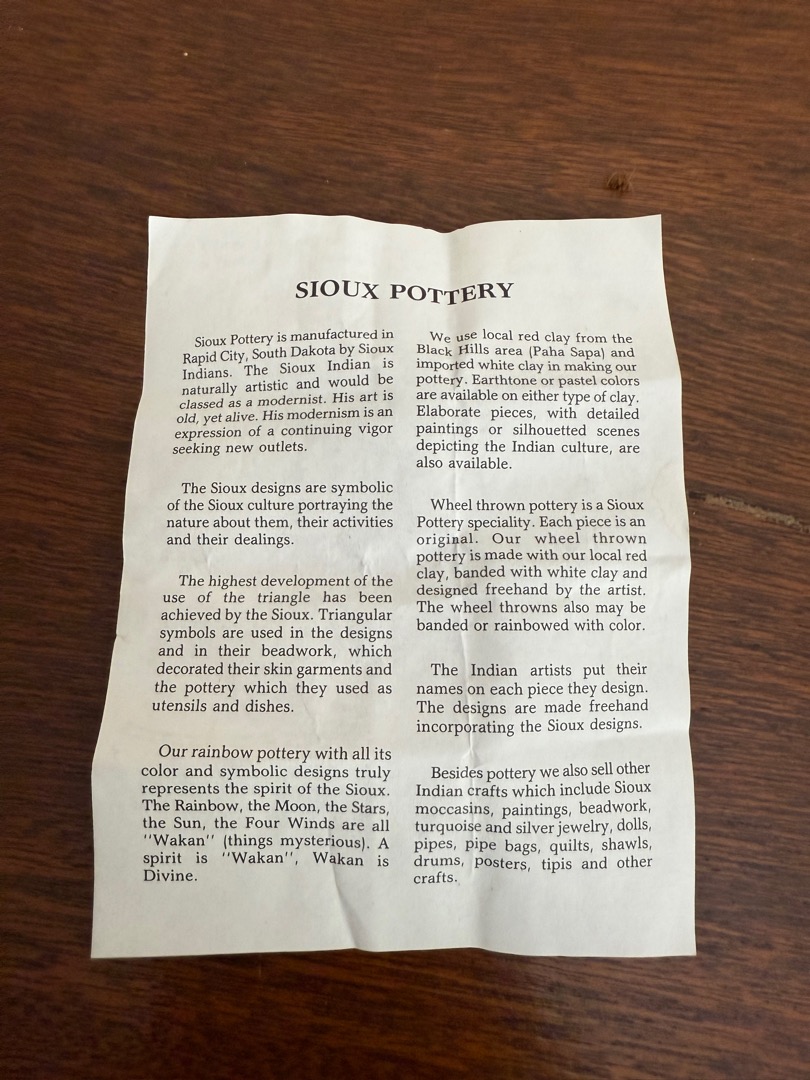 SIOUX POTTERY
Sioux Pottery is manufactured in
Rapid City, South Dakota by Sioux
Indians. The Sioux Indian is
naturally artistic and would be
classed as a modernist. His art is
old, yet alive. His modernism is an
expression of a continuing vigor
seeking new outlets.
The Sioux designs are symbolic
of the Sioux culture portraying the
nature about them, their activities
and their dealings.
The highest development of the
use of the triangle has been
achieved by the Sioux. Triangular
symbols are used in the designs
and in their beadwork, which
decorated their skin garments and
the pottery which they used as
utensils and dishes.
Our rainbow pottery with all its
color and symbolic designs truly
represents the spirit of the Sioux.
The Rainbow, the Moon, the Stars,
the Sun, the Four Winds are all
''Wakan'' (things mysterious). A
spirit is ''Wakan'', Wakan is
Divine.
We use local red clay from the
Black Hills area (Paha Sapa) and
imported white clay in making our
pottery. Earthtone or pastel colors
are available on either type of clay.
Elaborate pieces, with detailed
paintings or silhouetted scenes
depicting the Indian culture, are
also available.
Wheel thrown pottery is a Sioux
Pottery speciality. Each piece is an
original. Our wheel thrown
pottery is made with our local red
clay, banded with white clay and
designed freehand by the artist.
The wheel throwns also may be
banded or rainbowed with color.
The Indian artists put their
names on each piece they design.
The designs are made freehand
incorporating the Sioux designs.
Besides pottery we also sell other
Indian crafts which include Sioux
moccasins, paintings, beadwork,
turquoise and silver jewelry, dolls,
pipes, pipe bags, quilts, shawls,
drums, posters, tipis and other
crafts.